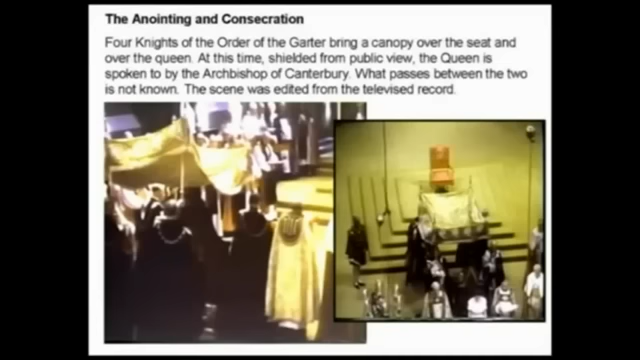 The Anointing and Consecration
Four Knights of the Order of the Garter bring a canopy over the seat and
over the queen. At this time, shielded from public view, the Queen is
spoken to by the Archbishop of Canterbury. What passes between the two
is not known. The scene was edited from the televised record.